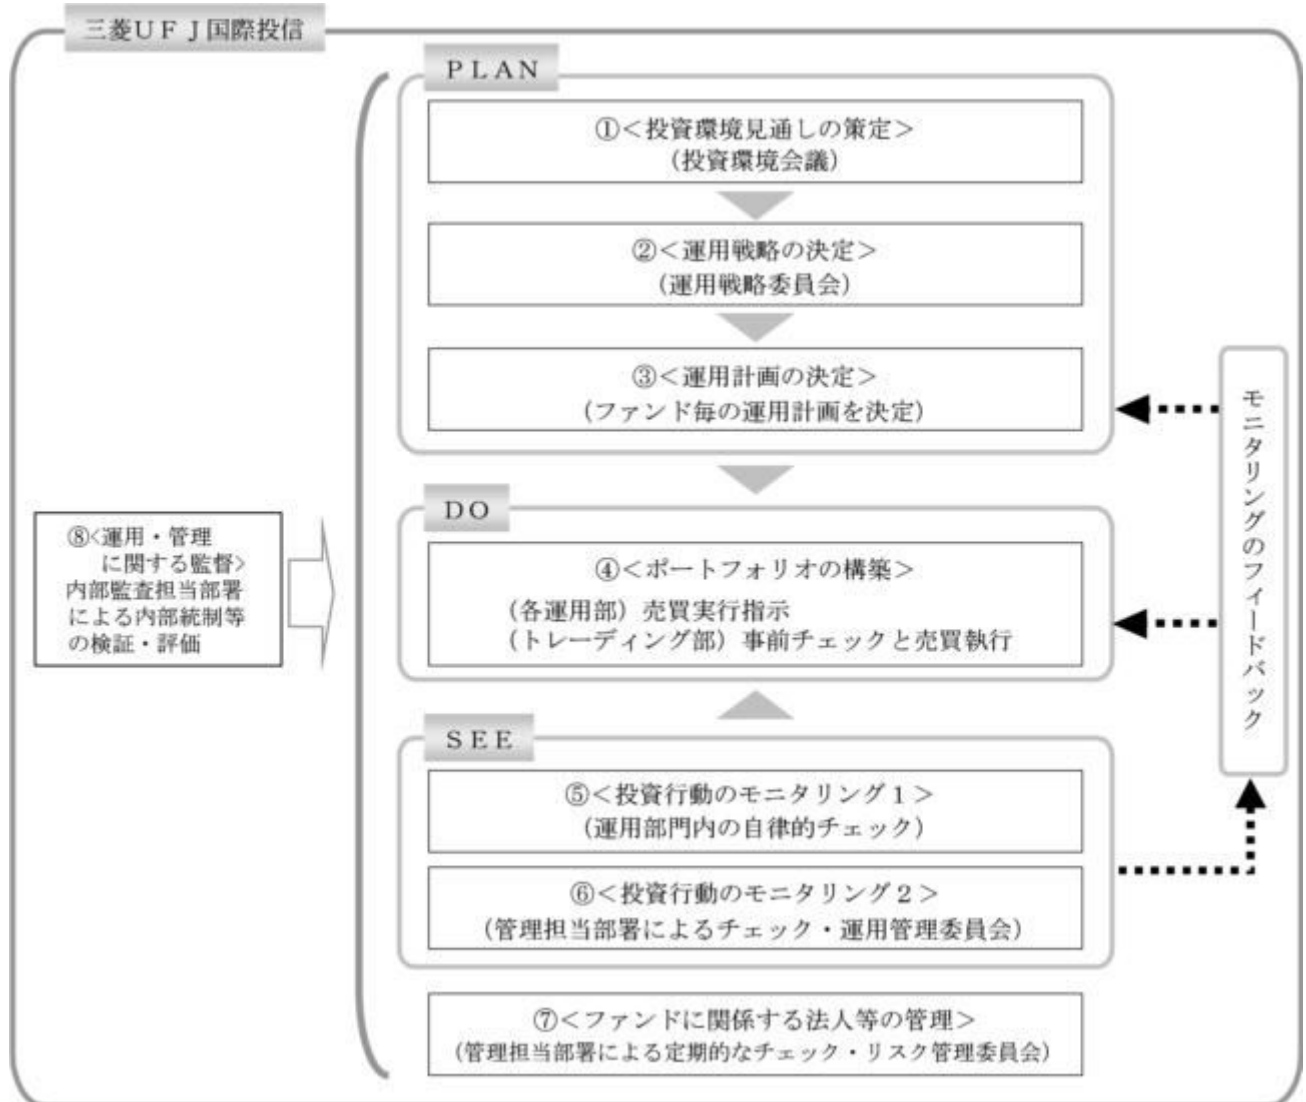 三菱ＵＦＪ国際投信
ＰＬＡＮ
①＜投資環境見通しの策定＞
（投資環境会議）
②＜運用戦略の決定＞
（運用戦略委員会）
③＜運用計画の決定＞
（ファンド毎の運用計画を決定）
ＤＯ
④＜ポートフォリオの構築＞
（各運用部）売買実行指示
（トレーディング部）事前チェックと売買執行
ＳＥＥ
⑤＜投資行動のモニタリング１＞
（運用部門内の自律的チェック）
⑥＜投資行動のモニタリング２＞
（管理担当部署によるチェック・運用管理委員会）
⑦＜ファンドに関係する法人等の管理＞
（管理担当部署による定期的なチェック・リスク管理委員会）
⑧<運用・管理
に関する監督>
内部監査担当部署
による内部統制等
の検証・評価
モニタリングのフィードバック